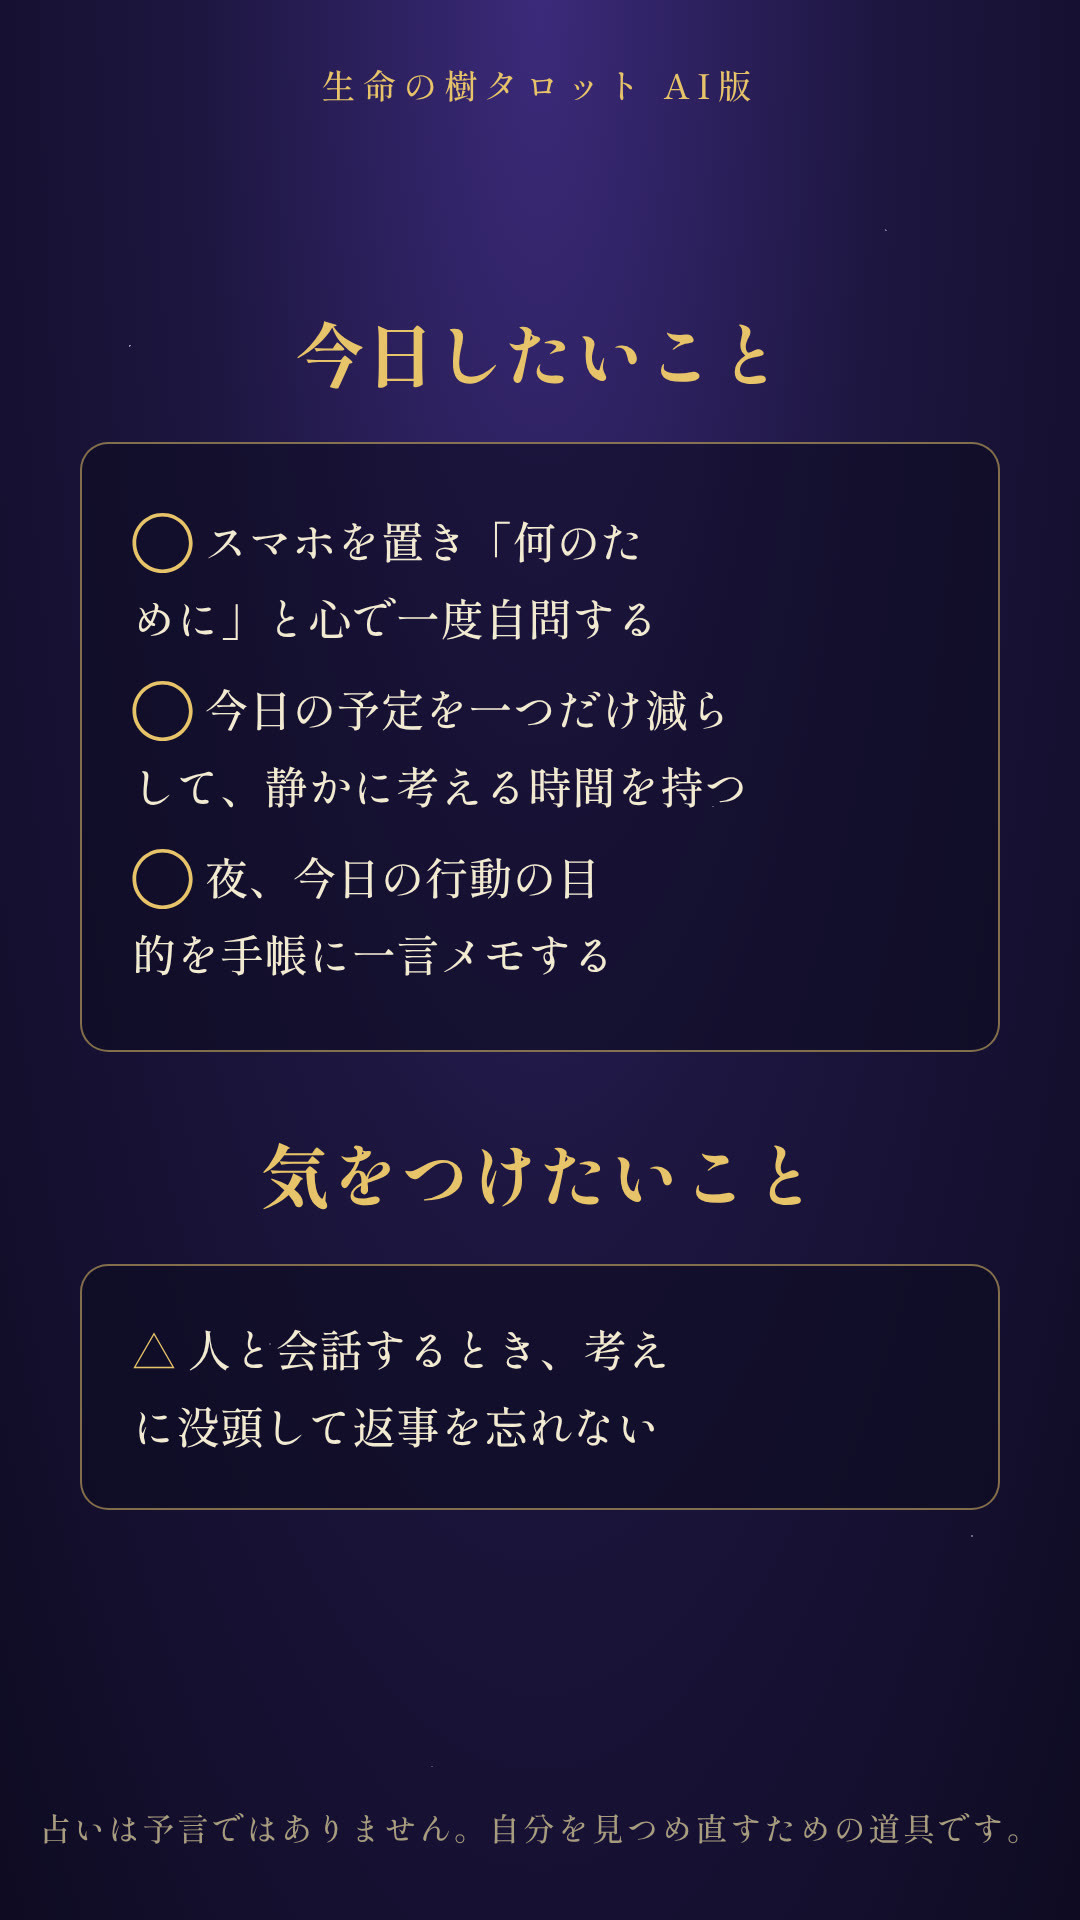 生命の樹タロット AI版
今日したいこと
◯ スマホを置き「何のた
めに」と心で一度自問する
◯ 今日の予定を一つだけ減ら
して、静かに考える時間を持つ
◯ 夜、今日の行動の目
的を手帳に一言メモする
気をつけたいこと
△ 人と会話するとき、考え
に没頭して返事を忘れない
占いは予言ではありません。自分を見つめ直すための道具です。